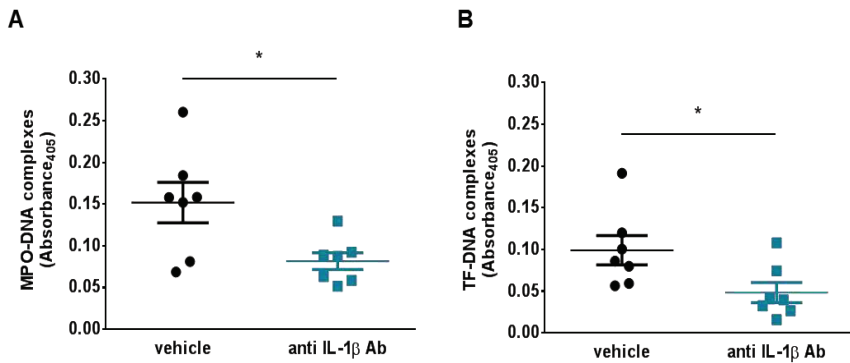 A
*
MPO-DNA complexes
(Absorbance₄₀₅)
0.30
0.25
0.20
0.15
0.10
0.05
0.00
vehicle anti IL-1β Ab
B
*
TF-DNA complexes
(Absorbance₄₀₅)
0.30
0.25
0.20
0.15
0.10
0.05
0.00
vehicle anti IL-1β Ab